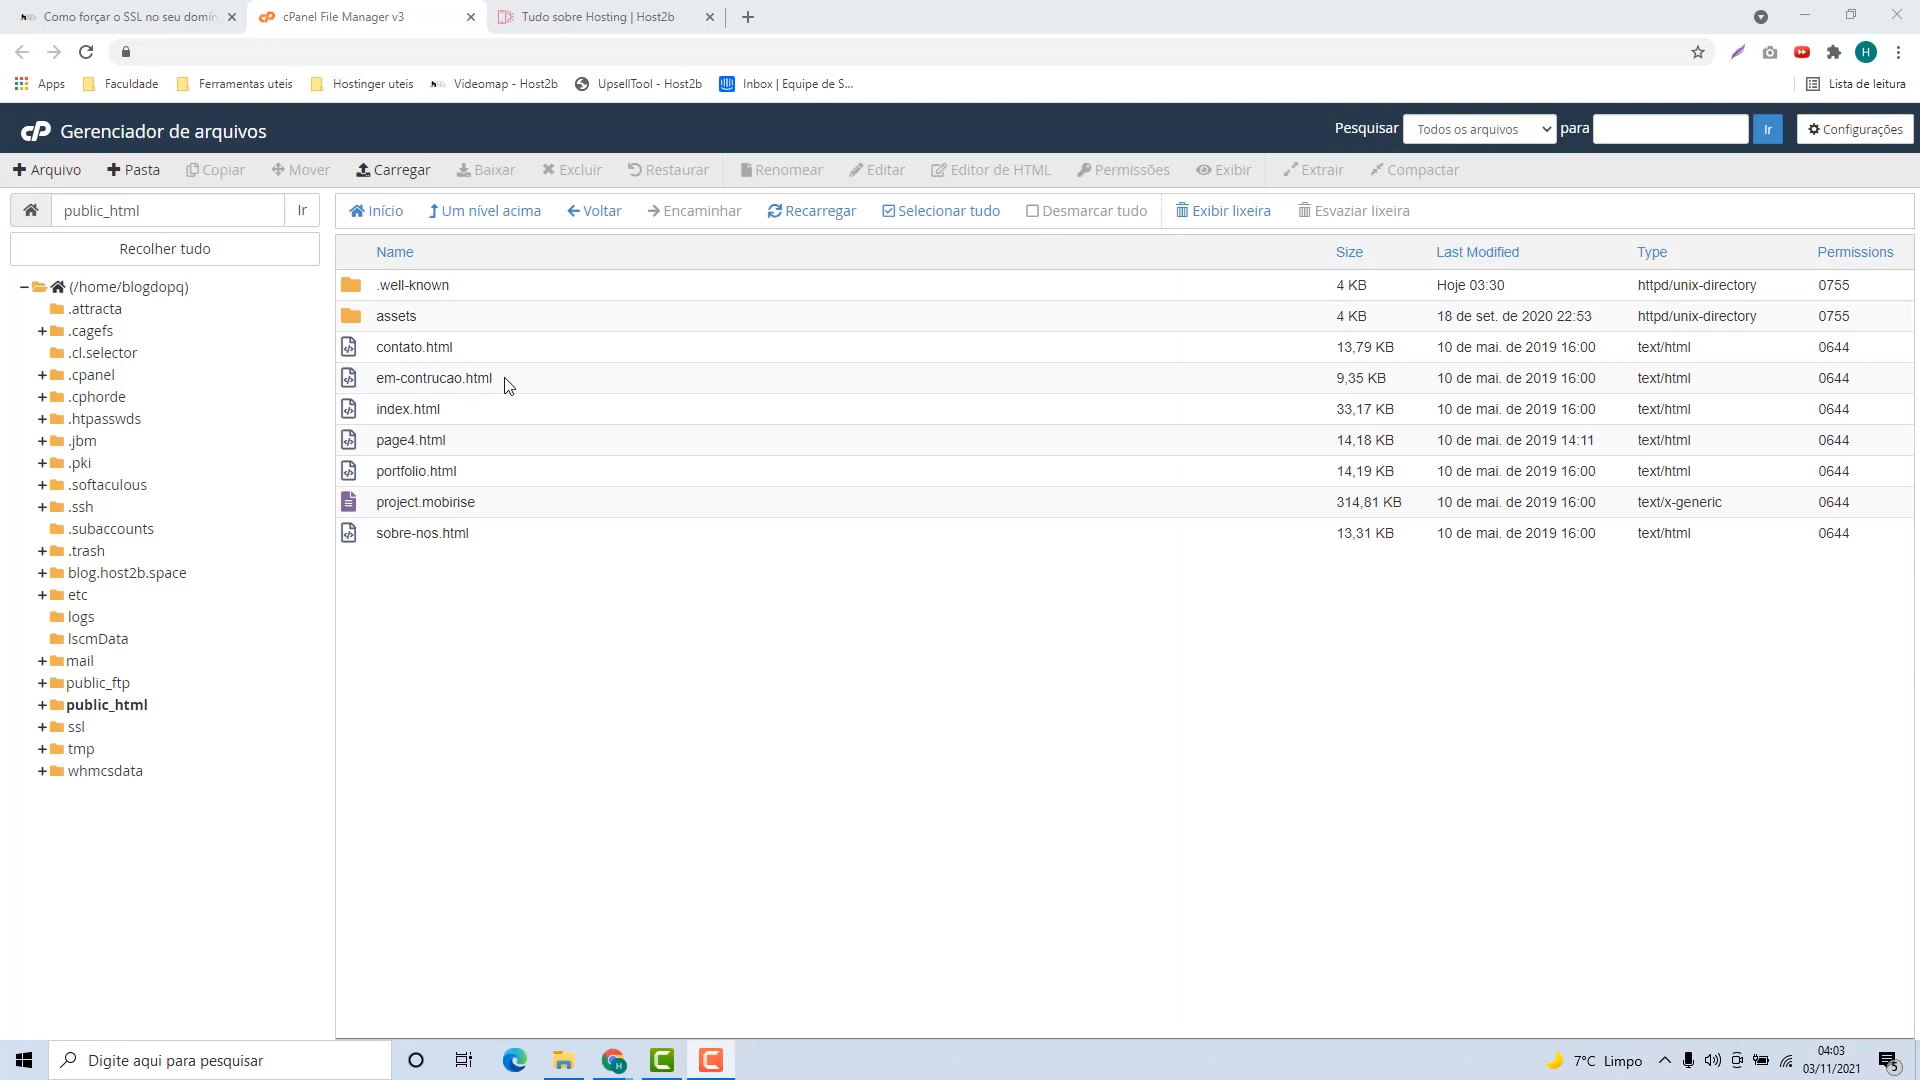 Como forçar o SSL no seu domín
cPanel File Manager v3
Tudo sobre Hosting | Host2b
H
Apps
Faculdade
Ferramentas uteis
Hostinger uteis
Videomap - Host2b
UpsellTool - Host2b
Inbox | Equipe de S...
Lista de leitura
cP Gerenciador de arquivos
Pesquisar Todos os arquivos para Ir Configurações
Arquivo Pasta Copiar Mover Carregar Baixar Excluir Restaurar Renomear Editar Editor de HTML Permissões Exibir Extrair Compactar
public_html Ir
Início Um nível acima Voltar Encaminhar Recarregar Selecionar tudo Desmarcar tudo Exibir lixeira Esvaziar lixeira
Recolher tudo
(/home/blogdopq)
.attracta
.cagefs
.cl.selector
.cpanel
.cphorde
.htpasswds
.jbm
.pki
.softaculous
.ssh
.subaccounts
.trash
blog.host2b.space
etc
logs
lscmData
mail
public_ftp
public_html
ssl
tmp
whmcsdata
Name Size Last Modified Type Permissions
.well-known 4 KB Hoje 03:30 httpd/unix-directory 0755
assets 4 KB 18 de set. de 2020 22:53 httpd/unix-directory 0755
contato.html 13,79 KB 10 de mai. de 2019 16:00 text/html 0644
em-contrucao.html 9,35 KB 10 de mai. de 2019 16:00 text/html 0644
index.html 33,17 KB 10 de mai. de 2019 16:00 text/html 0644
page4.html 14,18 KB 10 de mai. de 2019 14:11 text/html 0644
portfolio.html 14,19 KB 10 de mai. de 2019 16:00 text/html 0644
project.mobirise 314,81 KB 10 de mai. de 2019 16:00 text/x-generic 0644
sobre-nos.html 13,31 KB 10 de mai. de 2019 16:00 text/html 0644
Digite aqui para pesquisar
7°C Limpo
04:03
03/11/2021
5